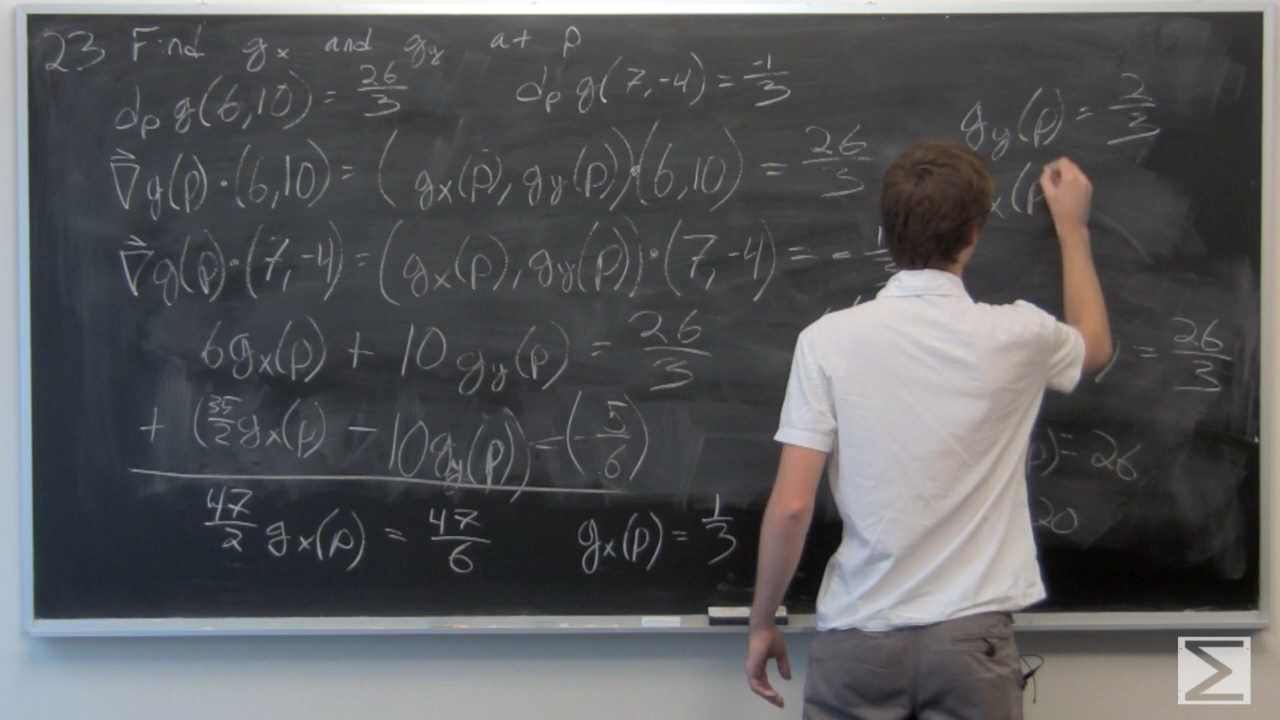 23 Find gx and gy at p
dp g(6,10) = 26/3 dp g(7,-4) = -1/3
∇⃗g(p)·(6,10) = (gx(p), gy(p))·(6,10) = 26/3
∇⃗g(p)·(7,-4) = (gx(p), gy(p))·(7,-4) = -
6gx(p) + 10gy(p) = 26/3
+ (35/2 gx(p) - 10gy(p)) = (-5/6)
47/2 gx(p) = 47/6 gx(p) = 1/3
gy(p) = 2/3
x(p
) = 26/3
p) = 26
20
Σ